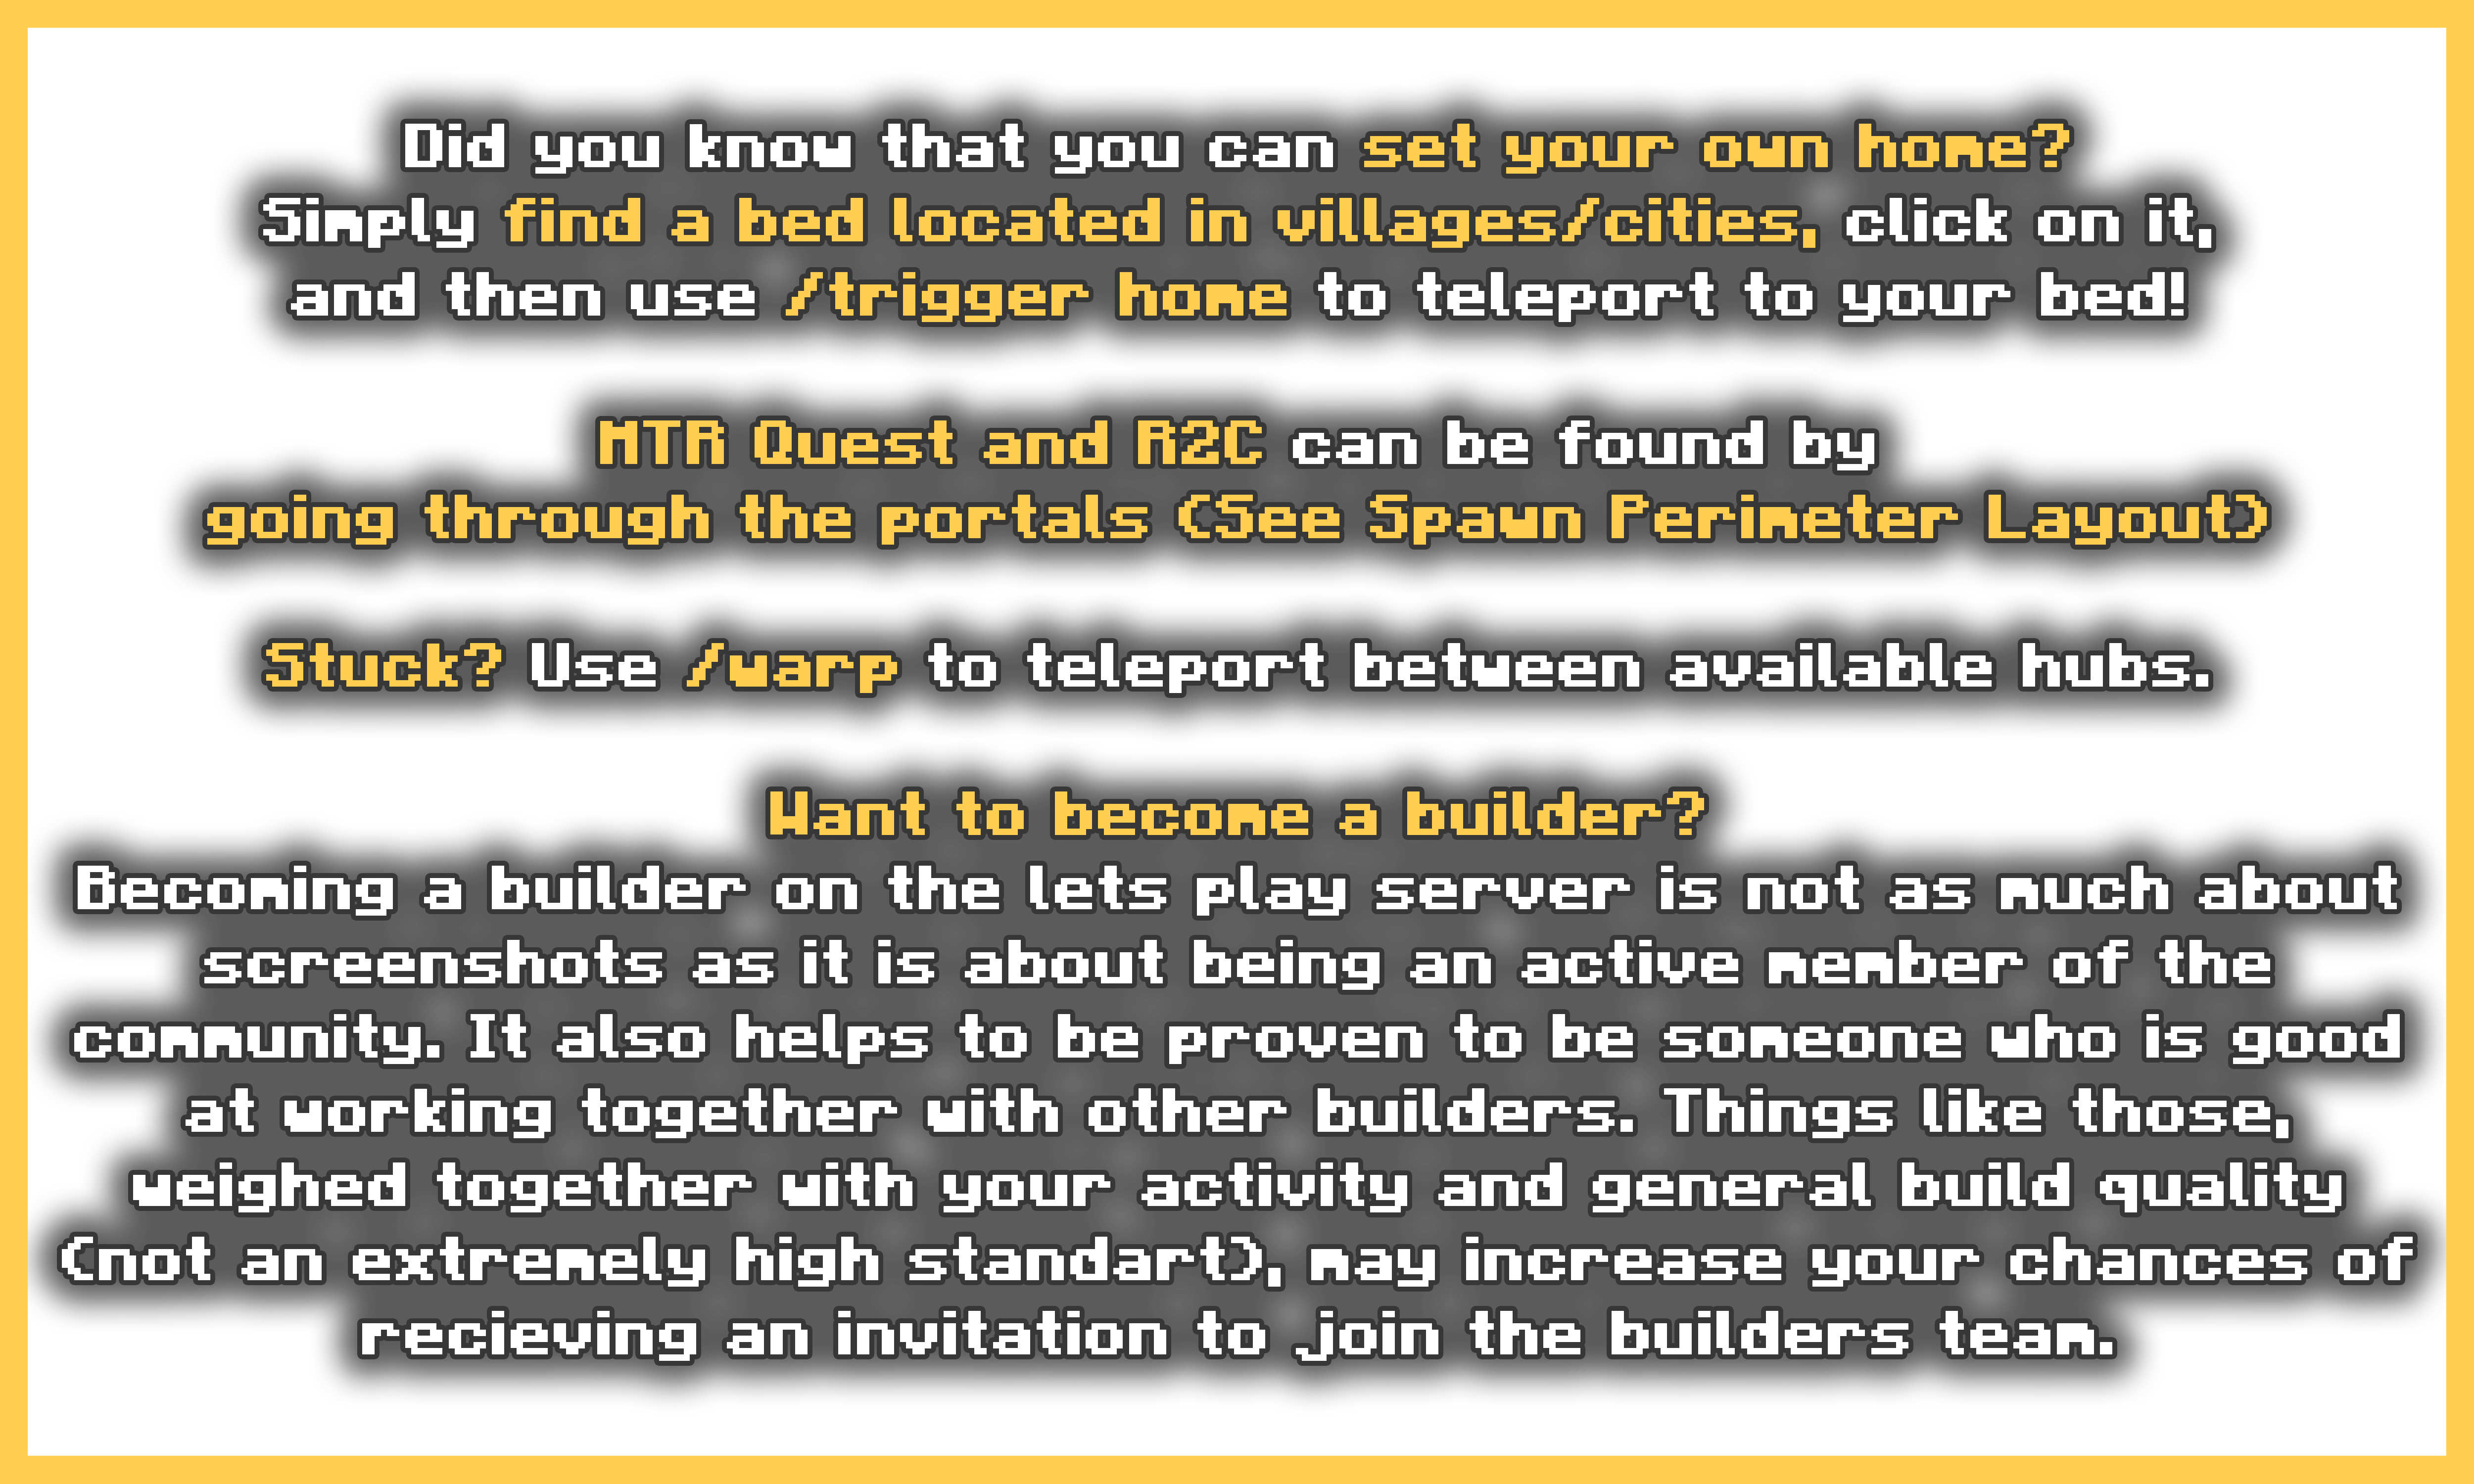 Did you know that you can set your own home?
Simply find a bed located in villages/cities, click on it,
and then use /trigger home to teleport to your bed!
MTR Quest and R2C can be found by
going through the portals (See Spawn Perimeter Layout)
Stuck? Use /warp to teleport between available hubs.
Want to become a builder?
Becoming a builder on the lets play server is not as much about
screenshots as it is about being an active member of the
community. It also helps to be proven to be someone who is good
at working together with other builders. Things like those,
weighed together with your activity and general build quality
(not an extremely high standart), may increase your chances of
recieving an invitation to join the builders team.